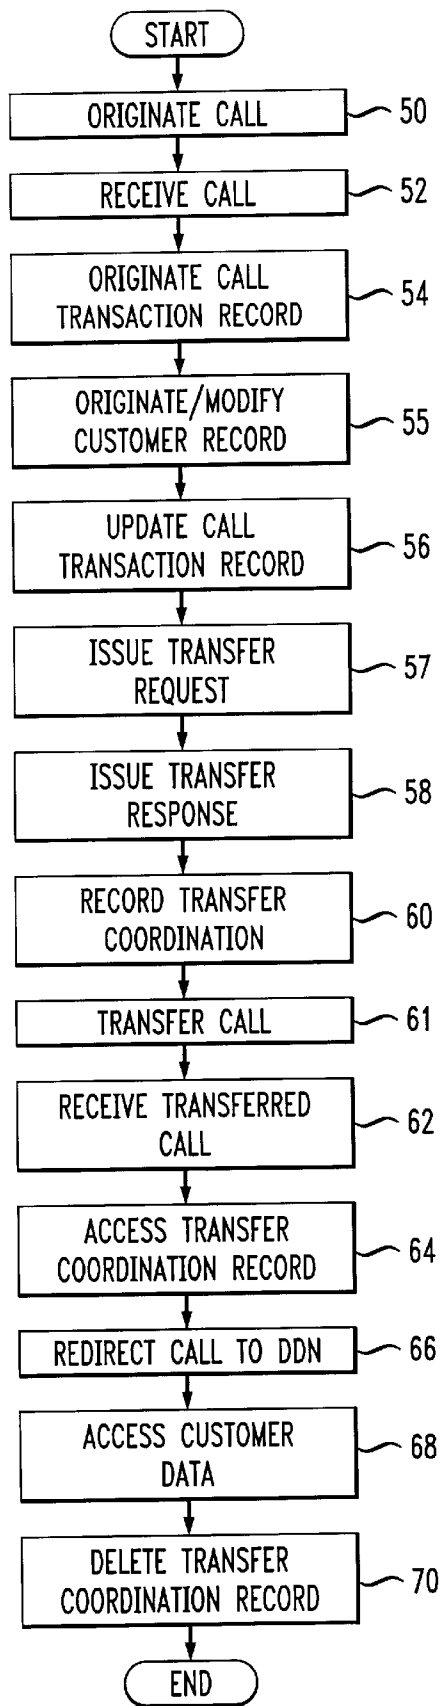 START
ORIGINATE CALL
50
RECEIVE CALL
52
ORIGINATE CALL
TRANSACTION RECORD
54
ORIGINATE/MODIFY
CUSTOMER RECORD
55
UPDATE CALL
TRANSACTION RECORD
56
ISSUE TRANSFER
REQUEST
57
ISSUE TRANSFER
RESPONSE
58
RECORD TRANSFER
COORDINATION
60
TRANSFER CALL
61
RECEIVE TRANSFERRED
CALL
62
ACCESS TRANSFER
COORDINATION RECORD
64
REDIRECT CALL TO DDN
66
ACCESS CUSTOMER
DATA
68
DELETE TRANSFER
COORDINATION RECORD
70
END